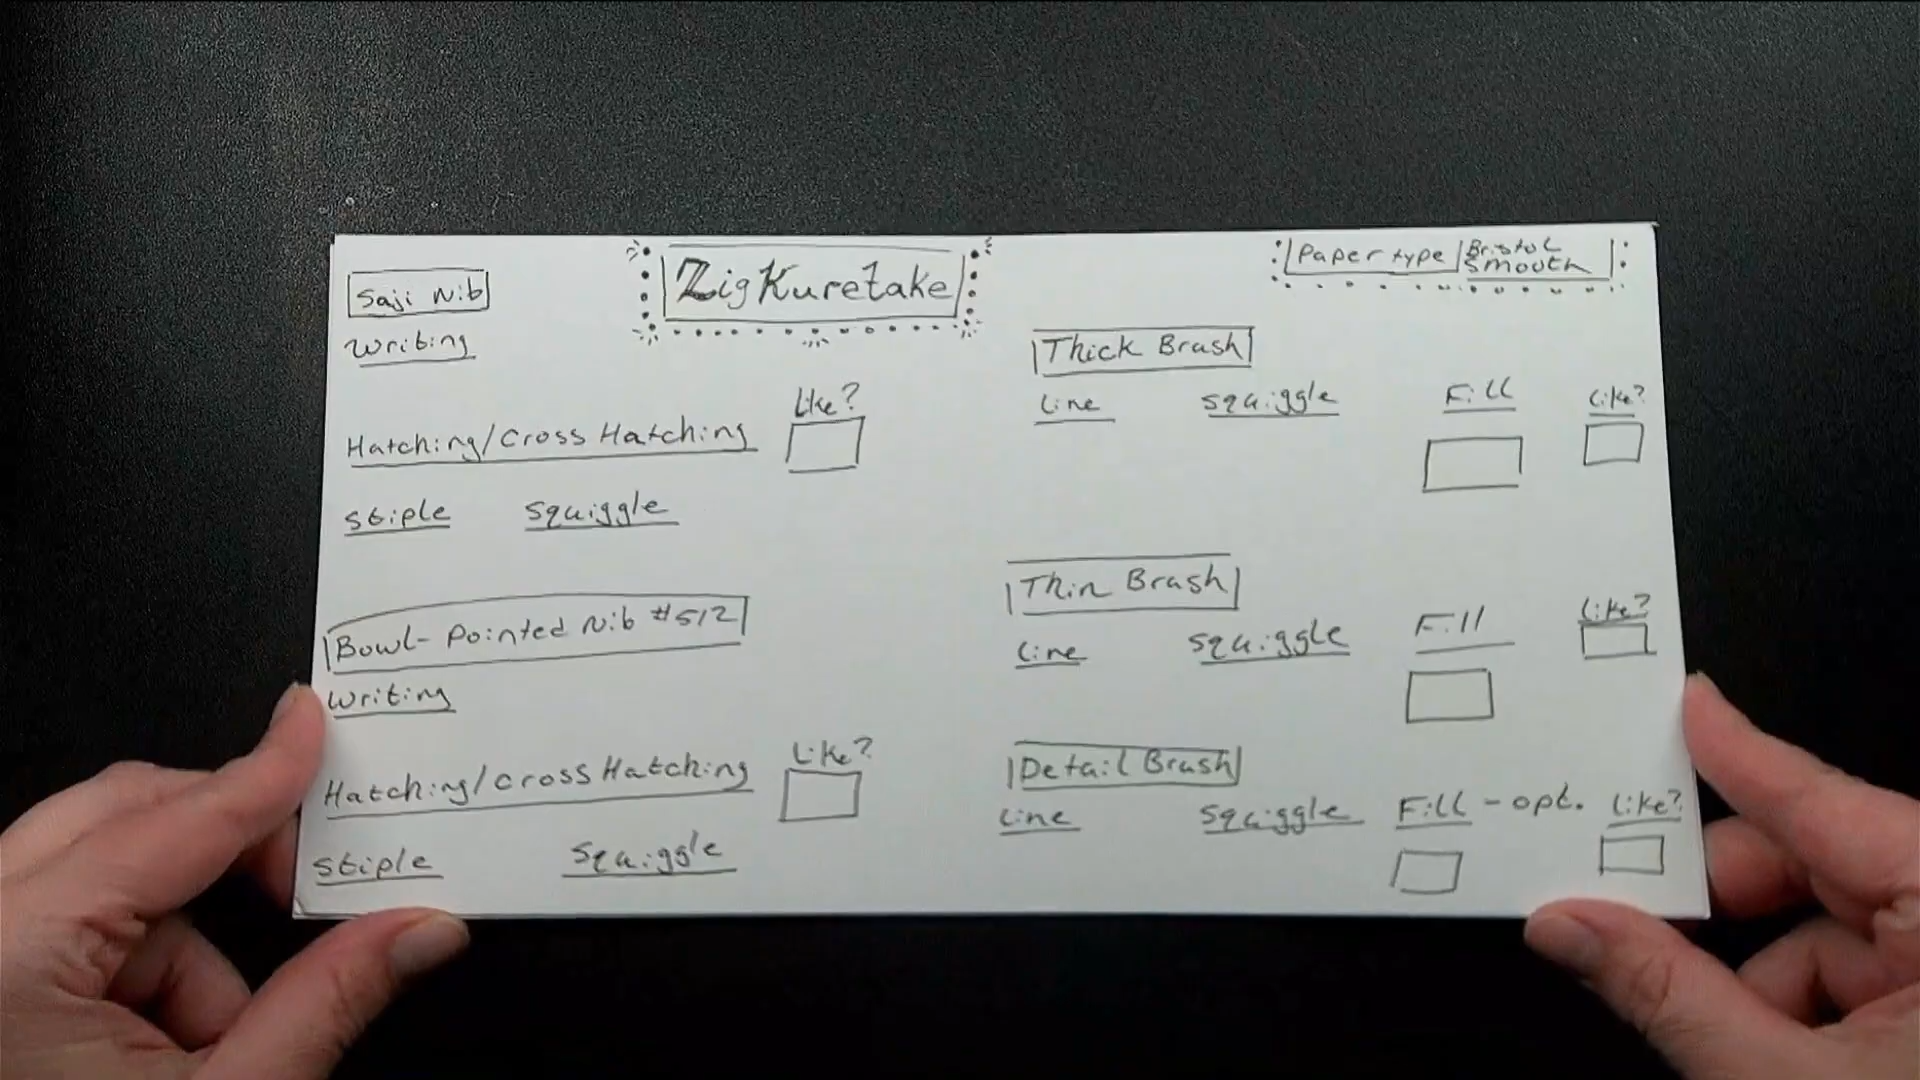 Zig Kuretake
Paper type Bristol
Smooth
Saji Nib
Writing
Like?
Hatching/Cross Hatching
Stiple Squiggle
Bowl-Pointed Nib #512
Writing
Like?
Hatching/Cross Hatching
Stiple Squiggle
Thick Brush
Line Squiggle Fill Like?
Thin Brush
Line Squiggle Fill Like?
Detail Brush
Line Squiggle Fill - opt. Like?